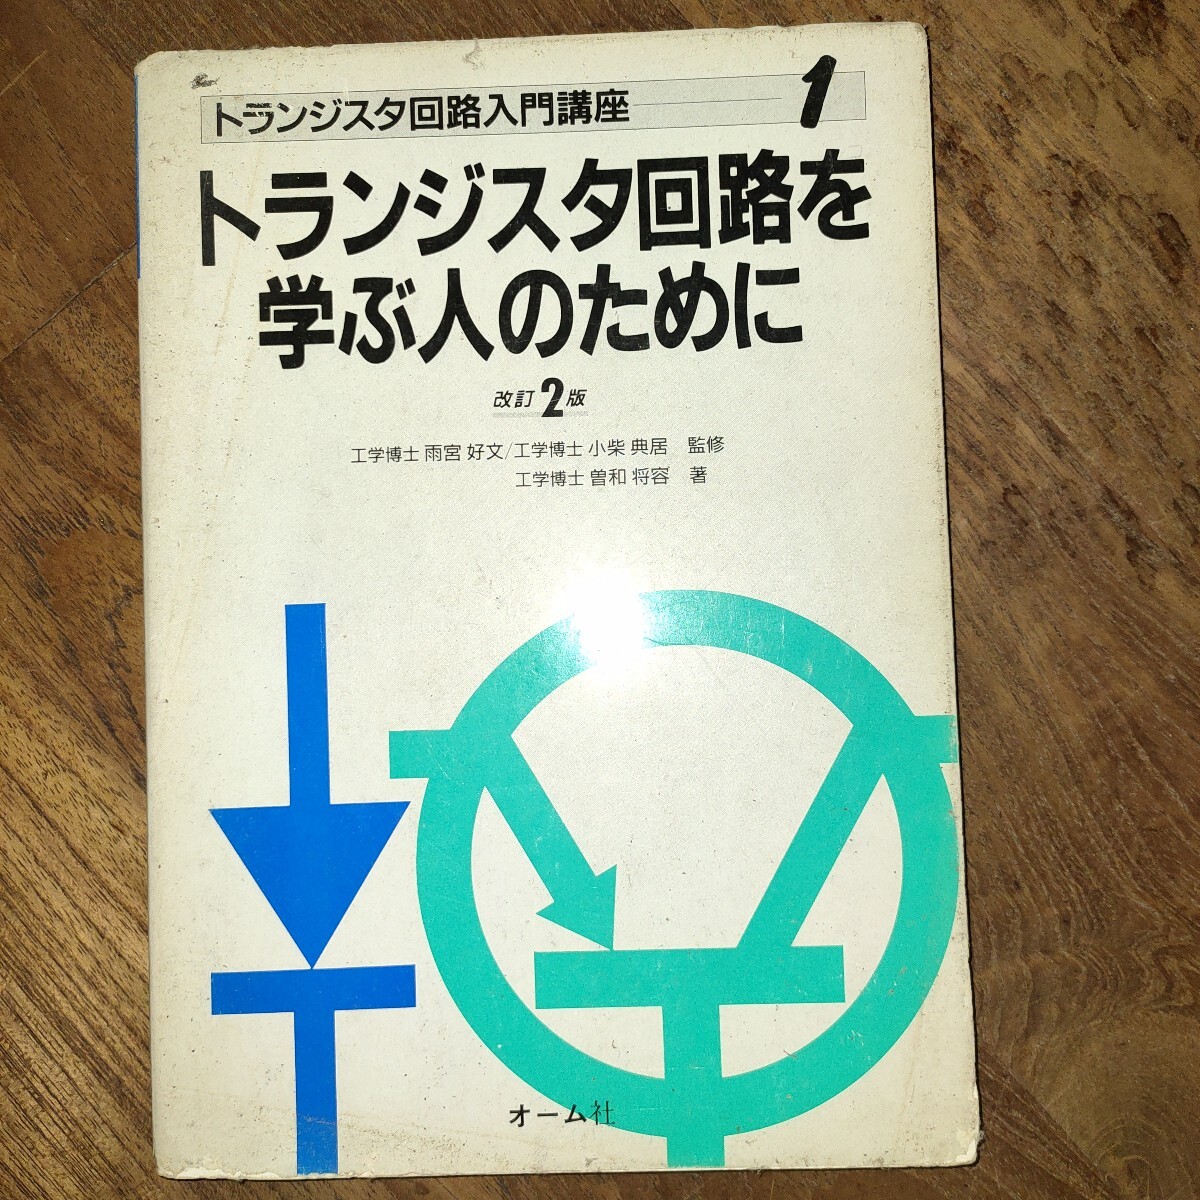 トランジスタ回路入門講座 1
トランジスタ回路を
学ぶ人のために
改訂2版
工学博士 雨宮 好文/工学博士 小柴 典居 監修
工学博士 曽和 将容 著
オーム社